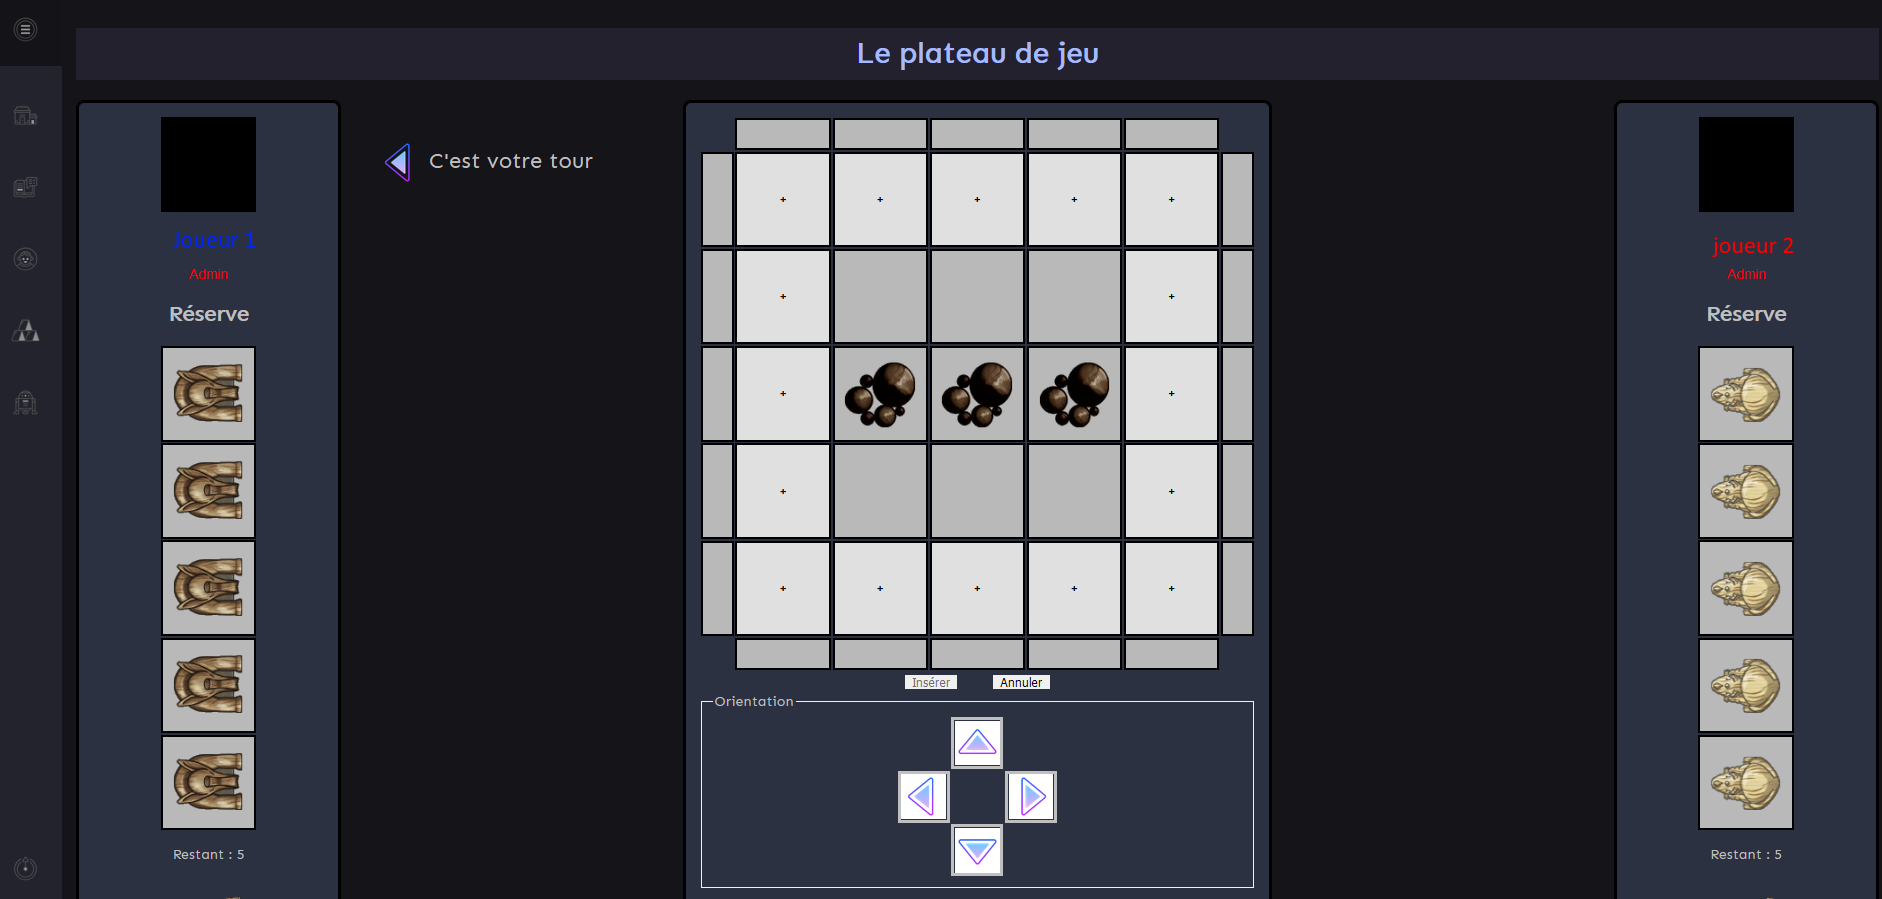 Le plateau de jeu
C'est votre tour
Joueur 1
Admin
Réserve
Restant : 5
+ + + + +
+ +
+ +
+ +
+ + + + +
Insérer Annuler
Orientation
joueur 2
Admin
Réserve
Restant : 5